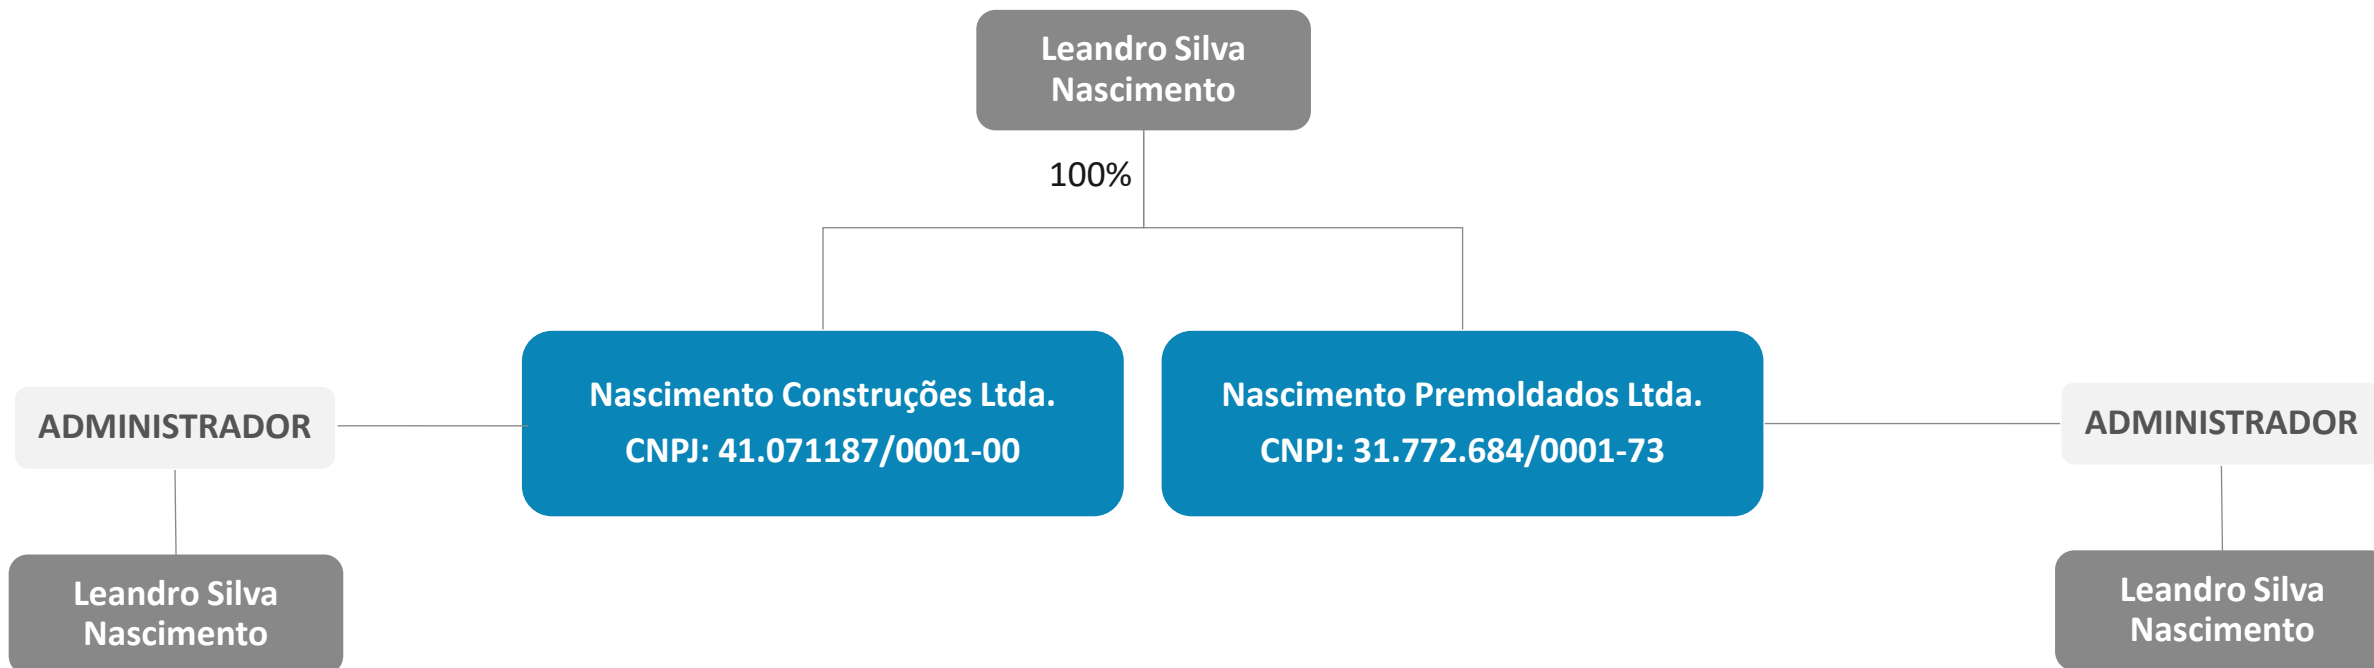 Leandro Silva
Nascimento
100%
Nascimento Construções Ltda.
CNPJ: 41.071187/0001-00
Nascimento Premoldados Ltda.
CNPJ: 31.772.684/0001-73
ADMINISTRADOR
ADMINISTRADOR
Leandro Silva
Nascimento
Leandro Silva
Nascimento